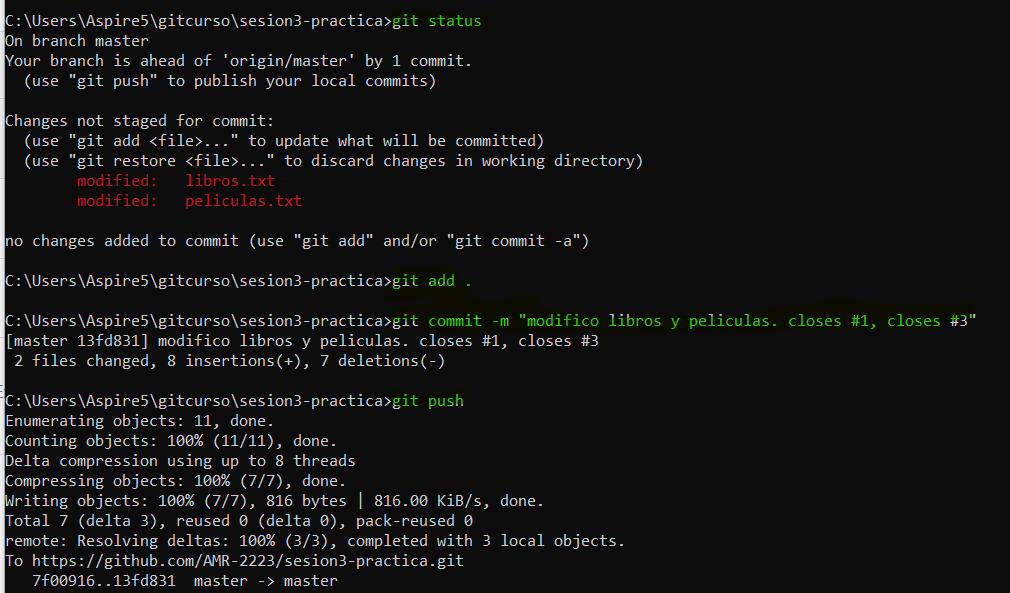 C:\Users\Aspire5\gitcurso\sesion3-practica>git status
On branch master
Your branch is ahead of 'origin/master' by 1 commit.
  (use "git push" to publish your local commits)

Changes not staged for commit:
  (use "git add <file>..." to update what will be committed)
  (use "git restore <file>..." to discard changes in working directory)
        modified:   libros.txt
        modified:   peliculas.txt

no changes added to commit (use "git add" and/or "git commit -a")

C:\Users\Aspire5\gitcurso\sesion3-practica>git add .

C:\Users\Aspire5\gitcurso\sesion3-practica>git commit -m "modifico libros y peliculas. closes #1, closes #3"
[master 13fd831] modifico libros y peliculas. closes #1, closes #3
 2 files changed, 8 insertions(+), 7 deletions(-)

C:\Users\Aspire5\gitcurso\sesion3-practica>git push
Enumerating objects: 11, done.
Counting objects: 100% (11/11), done.
Delta compression using up to 8 threads
Compressing objects: 100% (7/7), done.
Writing objects: 100% (7/7), 816 bytes | 816.00 KiB/s, done.
Total 7 (delta 3), reused 0 (delta 0), pack-reused 0
remote: Resolving deltas: 100% (3/3), completed with 3 local objects.
To https://github.com/AMR-2223/sesion3-practica.git
   7f00916..13fd831  master -> master